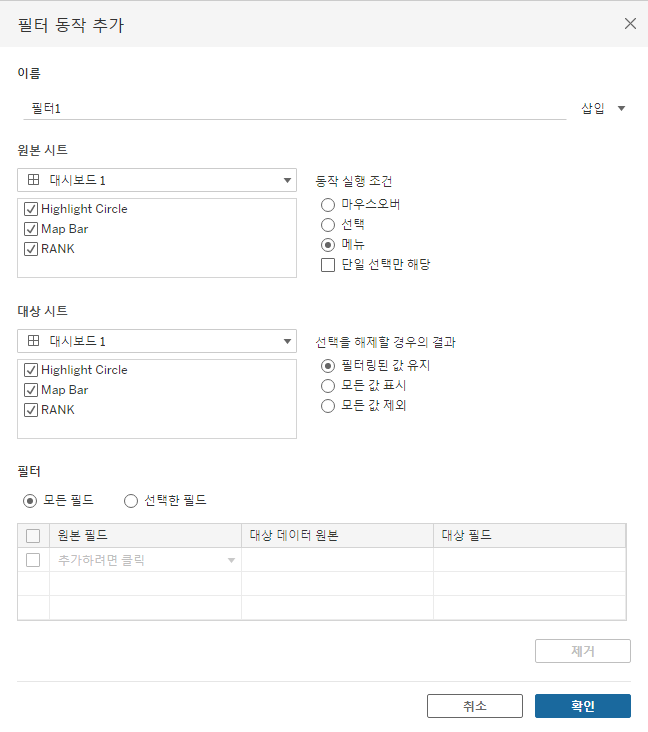 필터 동작 추가
이름
필터1
삽입
원본 시트
대시보드 1
Highlight Circle
Map Bar
RANK
동작 실행 조건
마우스오버
선택
메뉴
단일 선택만 해당
대상 시트
대시보드 1
Highlight Circle
Map Bar
RANK
선택을 해제할 경우의 결과
필터링된 값 유지
모든 값 표시
모든 값 제외
필터
모든 필드 선택한 필드
원본 필드 대상 데이터 원본 대상 필드
추가하려면 클릭
제거
취소 확인